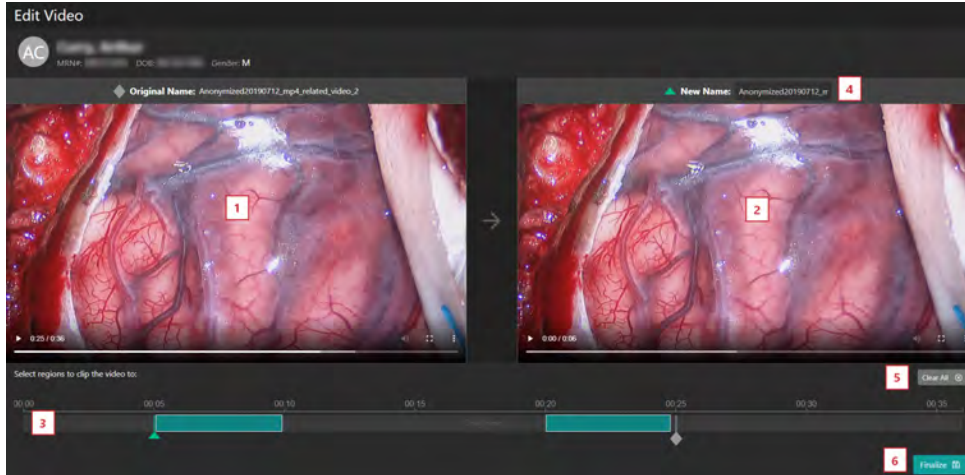 Edit Video
AC
MRN#: DOB: Gender: M
Original Name: Anonymized20190712_mp4_related_video_2
New Name: Anonymized20190712_m
4
1
2
0:25 / 0:36
0:00 / 0:06
Select regions to clip the video to:
5
Clear All
00:00 00:05 00:10 00:15 00:20 00:25 00:30 00:35
3
6
Finalize